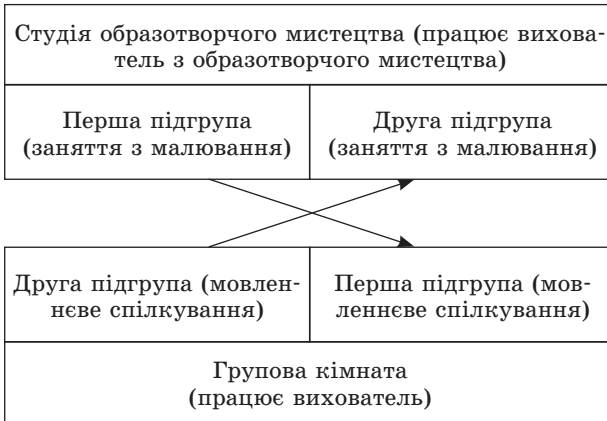 Студія образотворчого мистецтва (працює вихова-
тель з образотворчого мистецтва)
Перша підгрупа
(заняття з малювання)
Друга підгрупа
(заняття з малювання)
Друга підгрупа (мовлен-
нєве спілкування)
Перша підгрупа (мов-
леннєве спілкування)
Групова кімната
(працює вихователь)